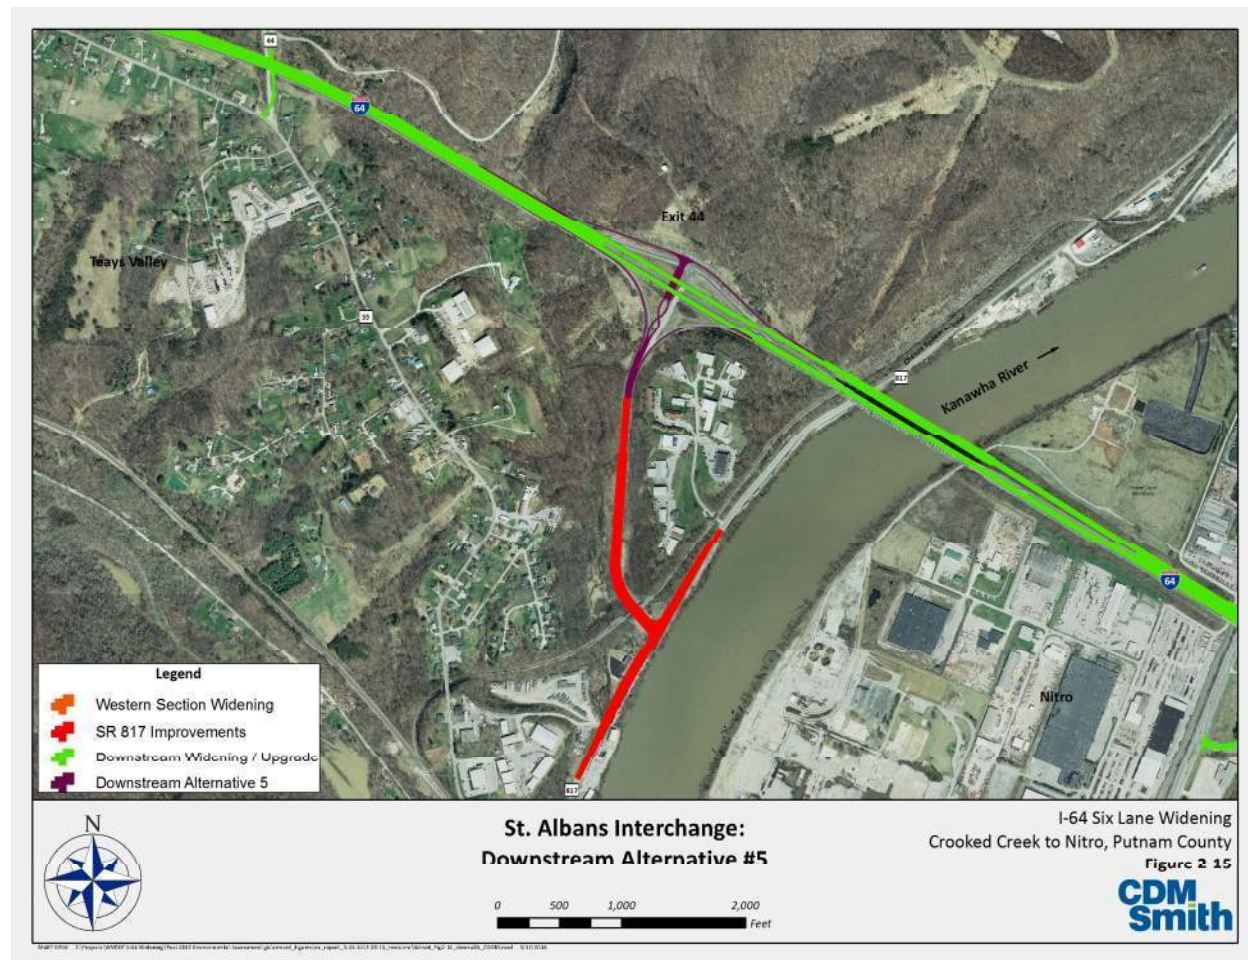 44
64
Exit 44
Teays Valley
33
817
Kanawha River
64
Nitro
817
Legend
Western Section Widening
SR 817 Improvements
Downstream Widening / Upgrade
Downstream Alternative 5
N
St. Albans Interchange:
Downstream Alternative #5
0 500 1,000 2,000
Feet
I-64 Six Lane Widening
Crooked Creek to Nitro, Putnam County
Figure 2-15
CDM
Smith